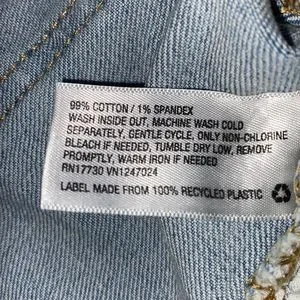 99% COTTON / 1% SPANDEX
WASH INSIDE OUT, MACHINE WASH COLD
SEPARATELY, GENTLE CYCLE, ONLY NON-CHLORINE
BLEACH IF NEEDED, TUMBLE DRY LOW, REMOVE
PROMPTLY, WARM IRON IF NEEDED
RN17730 VN1247024
LABEL MADE FROM 100% RECYCLED PLASTIC